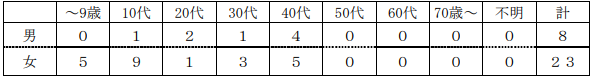 ～9歳 10代 20代 30代 40代 50代 60代 70歳～ 不明 計
男 ０ １ ２ １ ４ ０ ０ ０ ０ ８
女 ５ ９ １ ３ ５ ０ ０ ０ ０ ２３